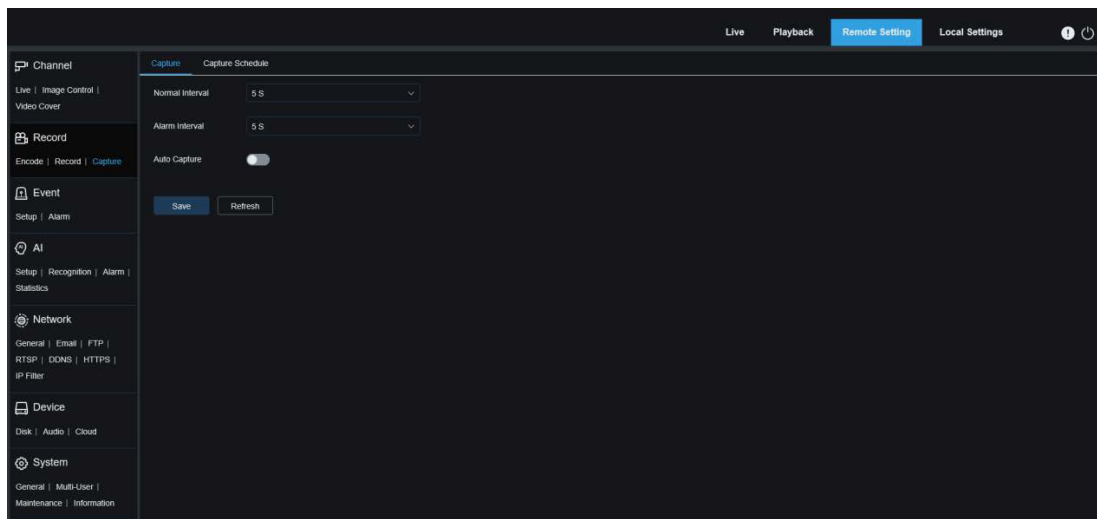 Live Playback Remote Setting Local Settings
Channel
Live | Image Control |
Video Cover
Record
Encode | Record | Capture
Event
Setup | Alarm
AI
Setup | Recognition | Alarm |
Statistics
Network
General | Email | FTP |
RTSP | DDNS | HTTPS |
IP Filter
Device
Disk | Audio | Cloud
System
General | Multi-User |
Maintenance | Information
Capture Capture Schedule
Normal Interval 5 S
Alarm Interval 5 S
Auto Capture
Save Refresh